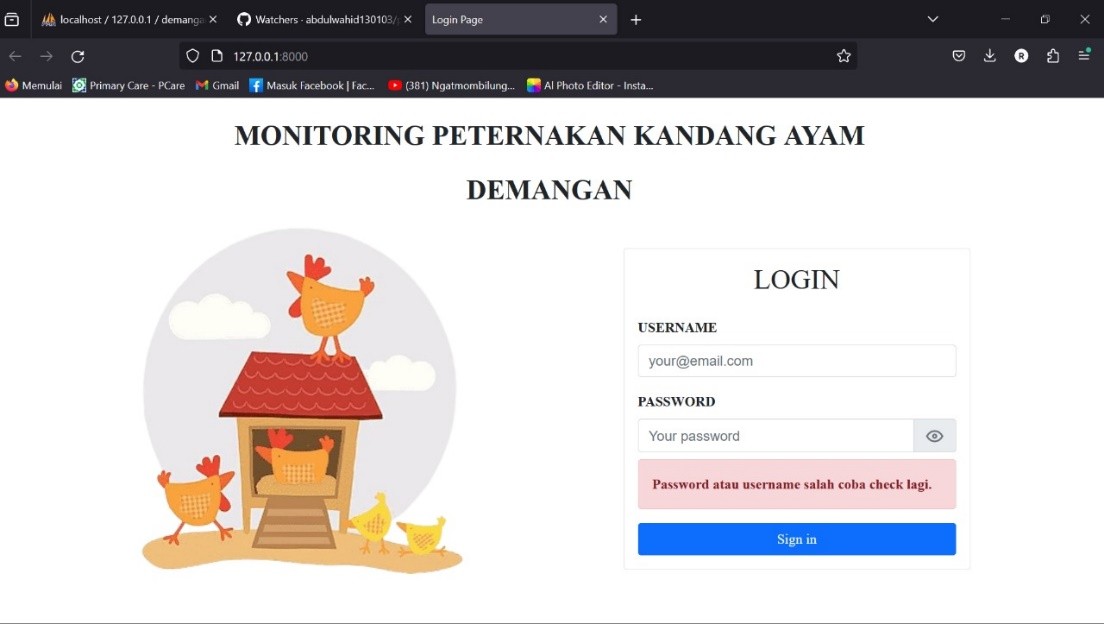 localhost / 127.0.0.1 / demanga
Watchers · abdulwahid130103/
Login Page
127.0.0.1:8000
Memulai
Primary Care - PCare
Gmail
Masuk Facebook | Fac...
(381) Ngatmombilung...
AI Photo Editor - Insta...
MONITORING PETERNAKAN KANDANG AYAM
DEMANGAN
LOGIN
USERNAME
your@email.com
PASSWORD
Your password
Password atau username salah coba check lagi.
Sign in